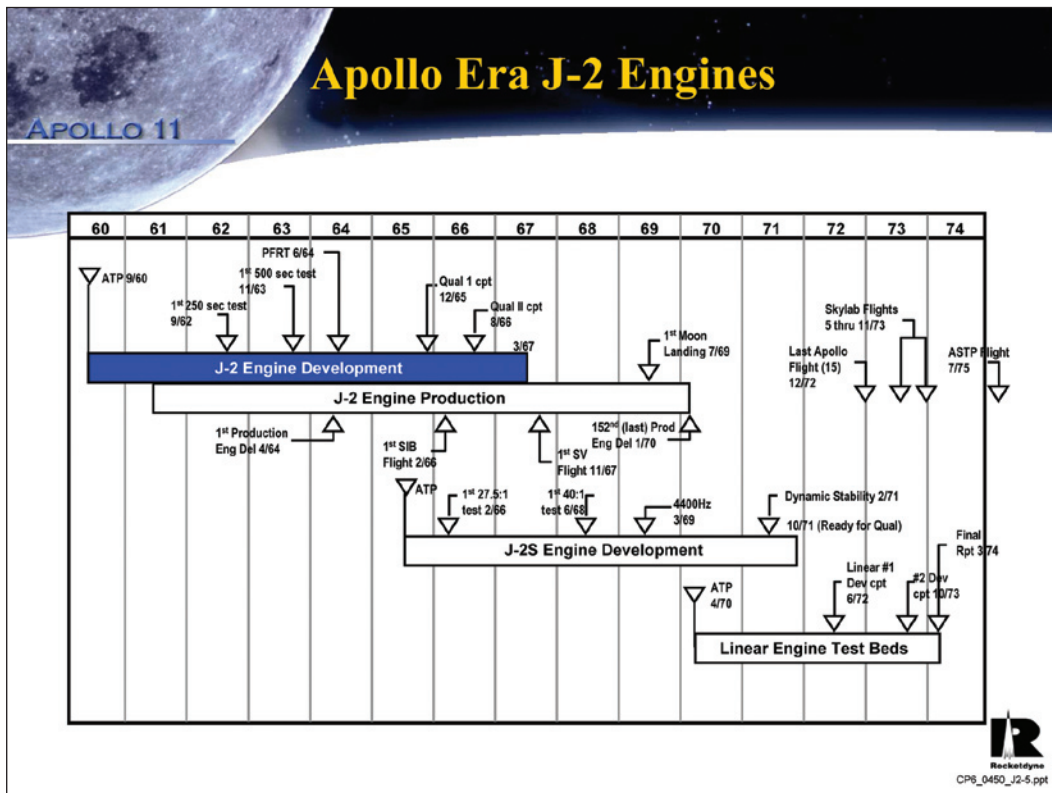 Apollo Era J-2 Engines
APOLLO 11
60 61 62 63 64 65 66 67 68 69 70 71 72 73 74
ATP 9/60
1st 250 sec test
9/62
1st 500 sec test
11/63
PFRT 6/64
Qual 1 cpt
12/65
Qual II cpt
8/66
3/67
J-2 Engine Development
1st Moon
Landing 7/69
Last Apollo
Flight (15)
12/72
Skylab Flights
5 thru 11/73
ASTP Flight
7/75
J-2 Engine Production
1st Production
Eng Del 4/64
1st SIB
Flight 2/66
1st SV
Flight 11/67
152nd (last) Prod
Eng Del 1/70
ATP
1st 27.5:1
test 2/66
1st 40:1
test 6/68
4400Hz
3/69
Dynamic Stability 2/71
10/71 (Ready for Qual)
J-2S Engine Development
ATP
4/70
Linear #1
Dev cpt
6/72
#2 Dev
cpt 10/73
Final
Rpt 3/74
Linear Engine Test Beds
R
Rocketdyne
CP6_0450_J2-5.ppt